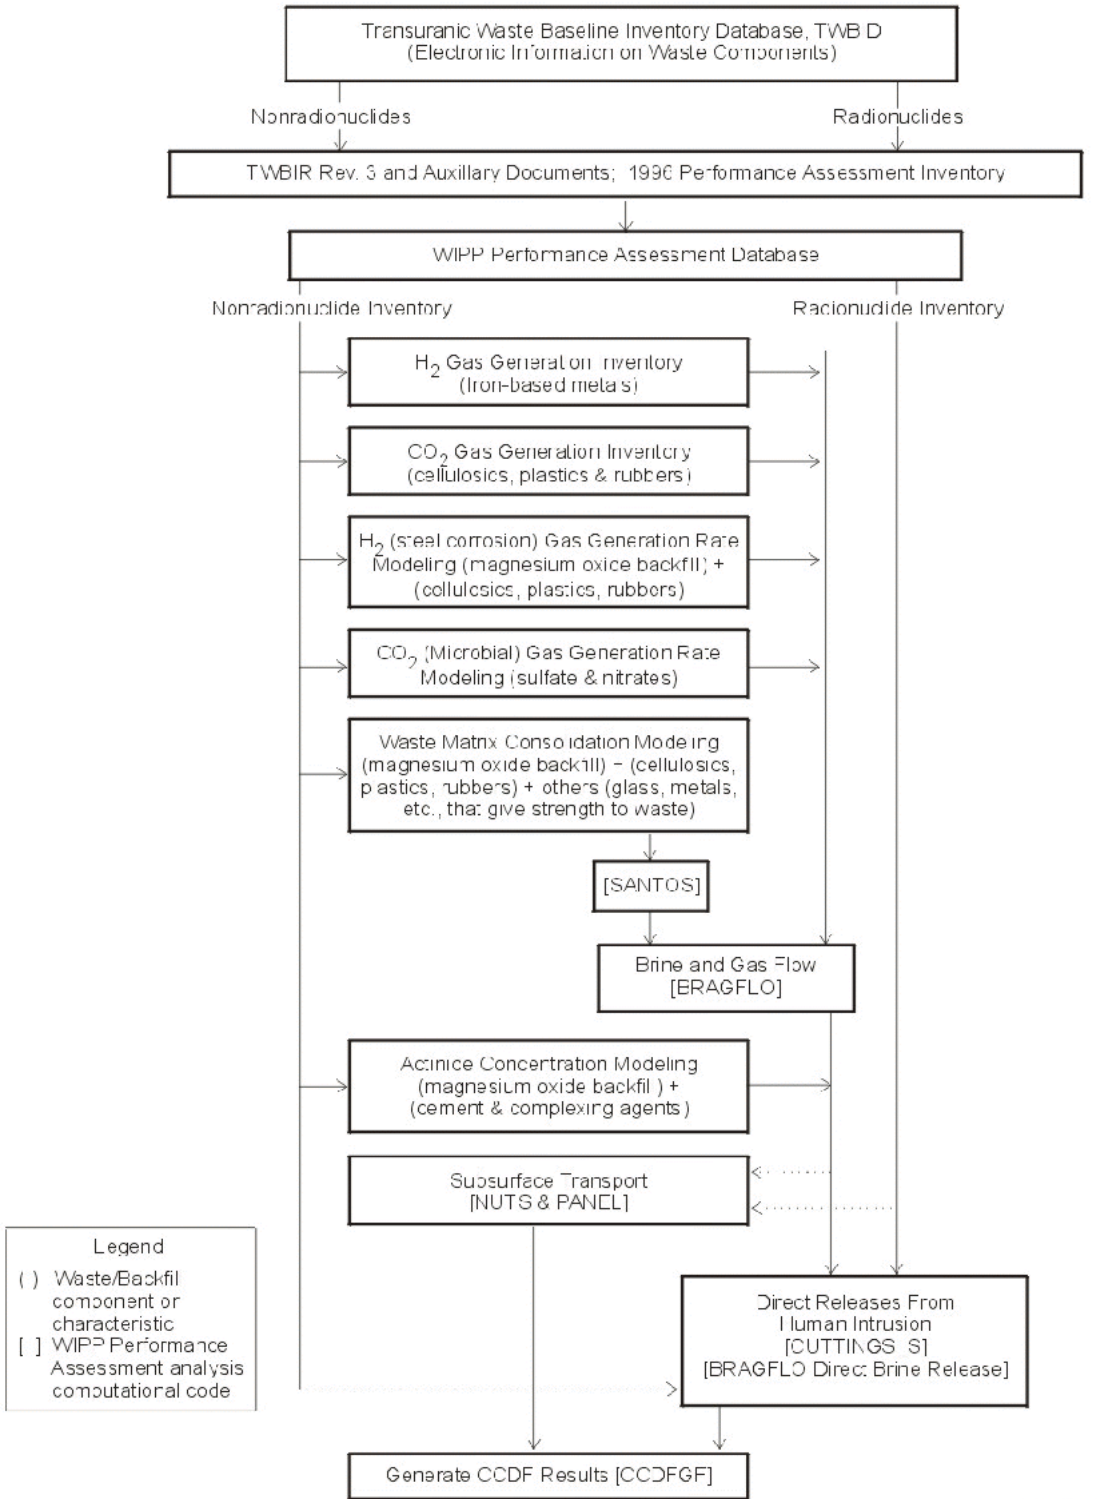 Transuranic Waste Baseline Inventory Database, TWBID
(Electronic Information on Waste Components)
Nonradionuclides
Radionuclides
TWBIR Rev. 3 and Auxillary Documents; 1996 Performance Assessment Inventory
WIPP Performance Assessment Database
Nonradionuclide Inventory
Radionuclide Inventory
H2 Gas Generation Inventory
(Iron-based metals)
CO2 Gas Generation Inventory
(cellulosics, plastics & rubbers)
H2 (steel corrosion) Gas Generation Rate
Modeling (magnesium oxide backfill) +
(cellulosics, plastics, rubbers)
CO2 (Microbial) Gas Generation Rate
Modeling (sulfate & nitrates)
Waste Matrix Consolidation Modeling
(magnesium oxide backfill) + (cellulosics,
plastics, rubbers) + others (glass, metals,
etc., that give strength to waste)
[SANTOS]
Brine and Gas Flow
[BRAGFLO]
Actinide Concentration Modeling
(magnesium oxide backfill) +
(cement & complexing agents)
Subsurface Transport
[NUTS & PANEL]
Legend
( ) Waste/Backfill
component or
characteristic
[ ] WIPP Performance
Assessment analysis
computational code
Direct Releases From
Human Intrusion
[CUTTINGS_S]
[BRAGFLO Direct Brine Release]
Generate CCDF Results [CCDFGF]